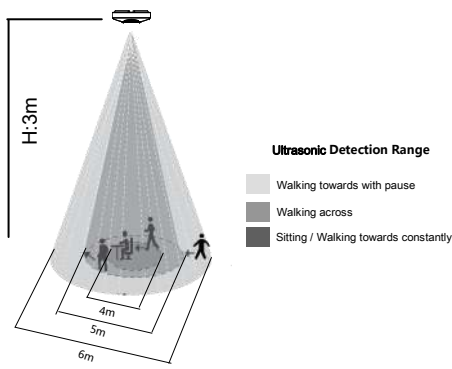 H:3m
Ultrasonic Detection Range
Walking towards with pause
Walking across
Sitting / Walking towards constantly
4m
5m
6m